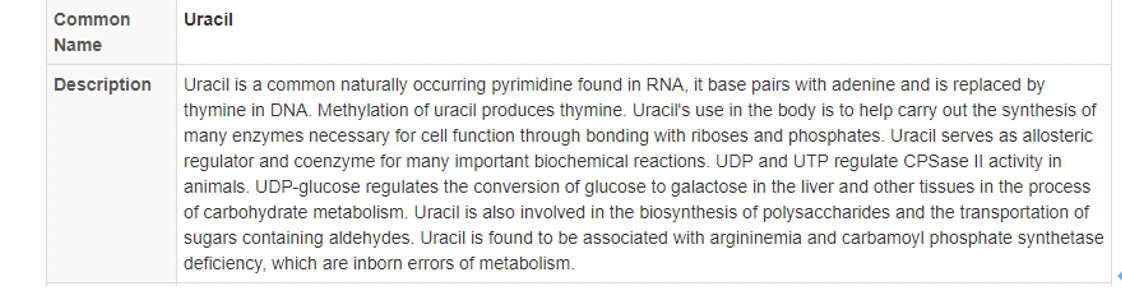 Common Name
Uracil
Description
Uracil is a common naturally occurring pyrimidine found in RNA, it base pairs with adenine and is replaced by
thymine in DNA. Methylation of uracil produces thymine. Uracil's use in the body is to help carry out the synthesis of
many enzymes necessary for cell function through bonding with riboses and phosphates. Uracil serves as allosteric
regulator and coenzyme for many important biochemical reactions. UDP and UTP regulate CPSase II activity in
animals. UDP-glucose regulates the conversion of glucose to galactose in the liver and other tissues in the process
of carbohydrate metabolism. Uracil is also involved in the biosynthesis of polysaccharides and the transportation of
sugars containing aldehydes. Uracil is found to be associated with argininemia and carbamoyl phosphate synthetase
deficiency, which are inborn errors of metabolism.